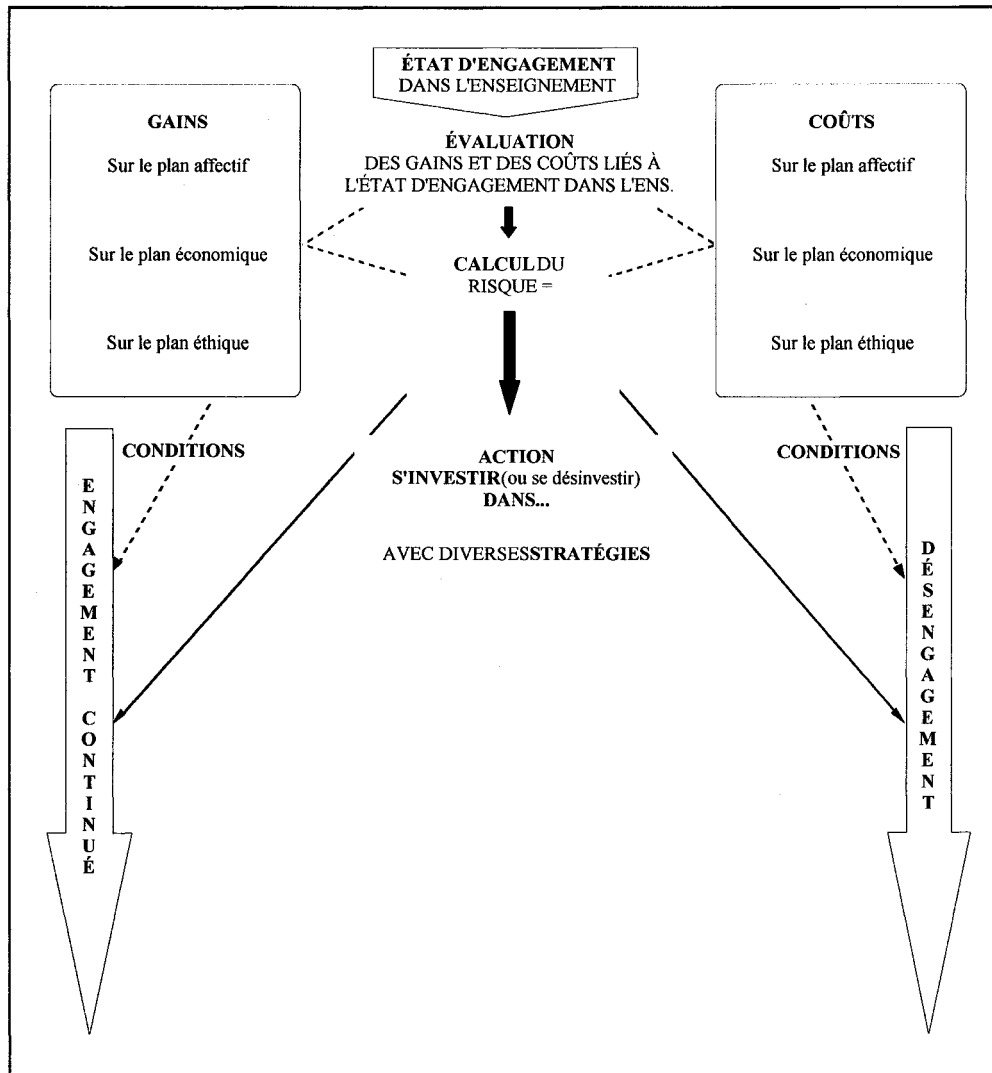 ÉTAT D'ENGAGEMENT
DANS L'ENSEIGNEMENT
GAINS
Sur le plan affectif
Sur le plan économique
Sur le plan éthique
ÉVALUATION
DES GAINS ET DES COÛTS LIÉS À
L'ÉTAT D'ENGAGEMENT DANS L'ENS.
CALCUL DU
RISQUE =
COÛTS
Sur le plan affectif
Sur le plan économique
Sur le plan éthique
CONDITIONS
ACTION
S'INVESTIR (ou se désinvestir)
DANS...
AVEC DIVERSES STRATÉGIES
CONDITIONS
ENGAGEMENT CONTINUÉ
DÉSENGAGEMENT